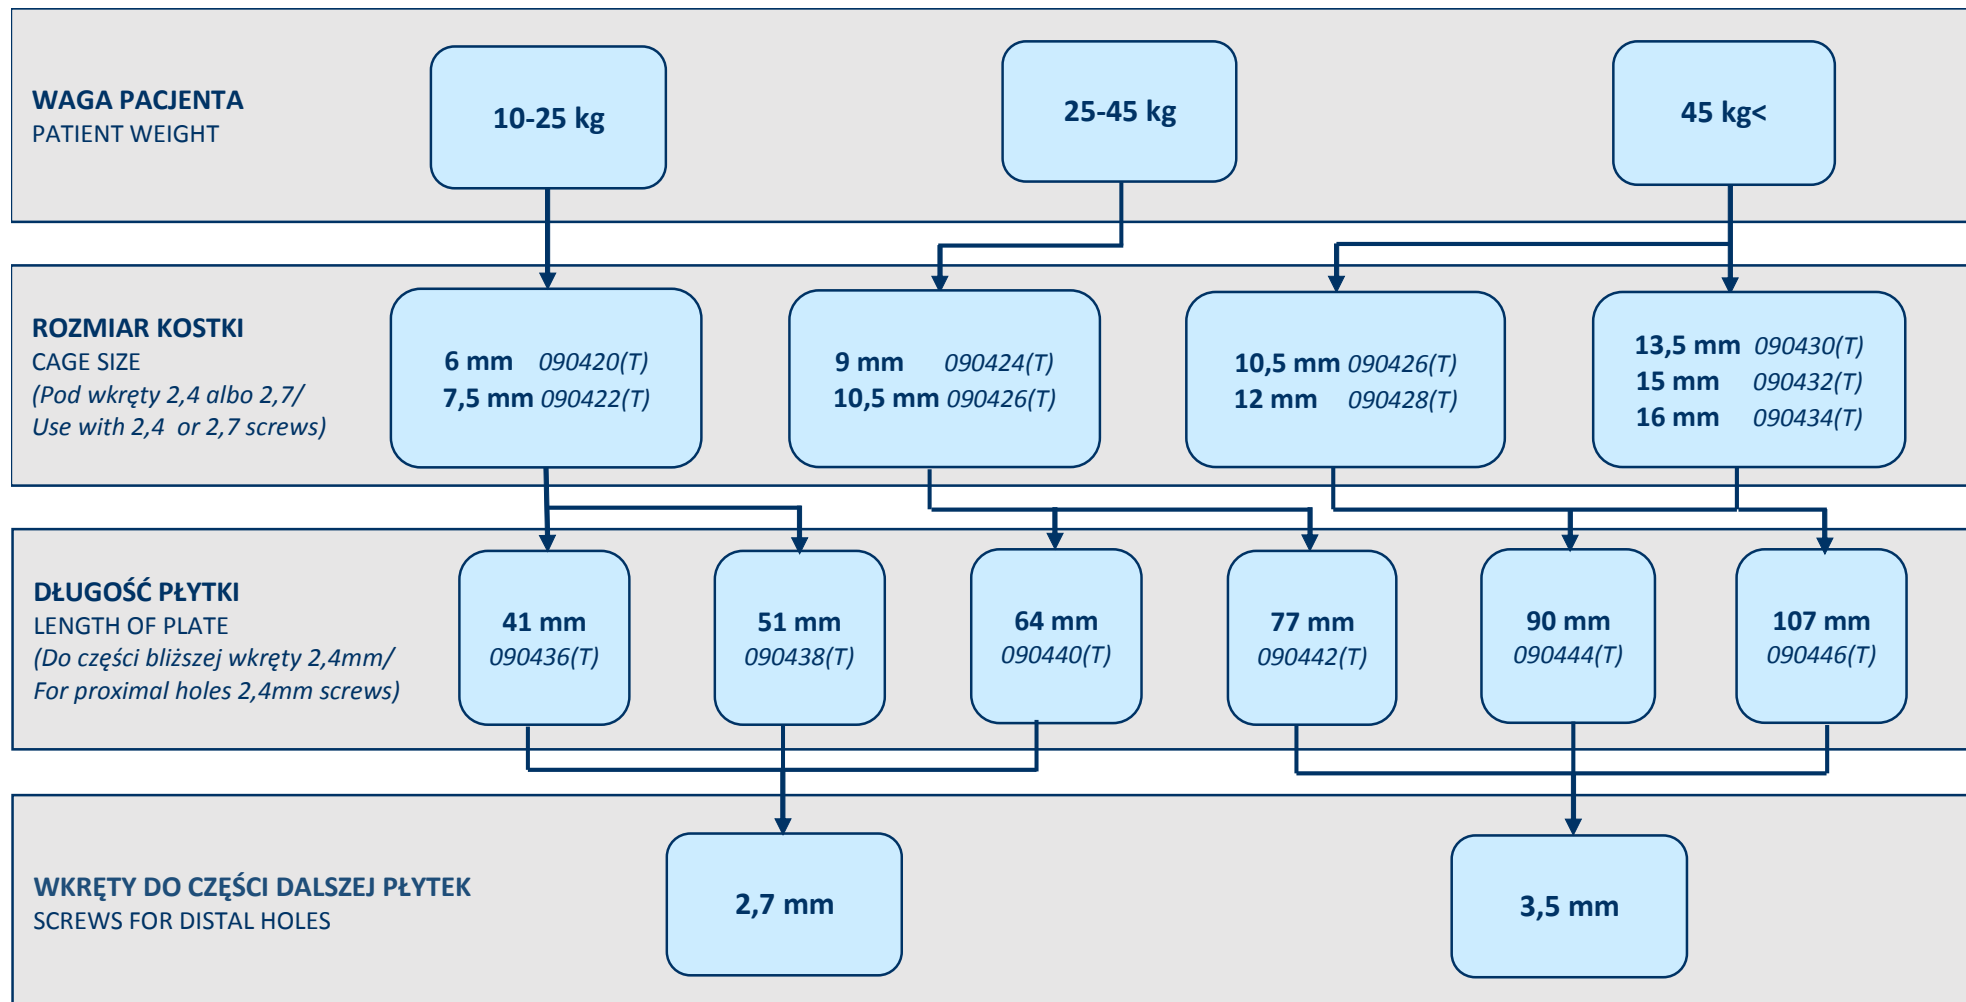 WAGA PACJENTA
PATIENT WEIGHT
10-25 kg
25-45 kg
45 kg<
ROZMIAR KOSTKI
CAGE SIZE
(Pod wkręty 2,4 albo 2,7/
Use with 2,4 or 2,7 screws)
6 mm 090420(T)
7,5 mm 090422(T)
9 mm 090424(T)
10,5 mm 090426(T)
10,5 mm 090426(T)
12 mm 090428(T)
13,5 mm 090430(T)
15 mm 090432(T)
16 mm 090434(T)
DŁUGOŚĆ PŁYTKI
LENGTH OF PLATE
(Do części bliższej wkręty 2,4mm/
For proximal holes 2,4mm screws)
41 mm
090436(T)
51 mm
090438(T)
64 mm
090440(T)
77 mm
090442(T)
90 mm
090444(T)
107 mm
090446(T)
WKRĘTY DO CZĘŚCI DALSZEJ PŁYTEK
SCREWS FOR DISTAL HOLES
2,7 mm
3,5 mm